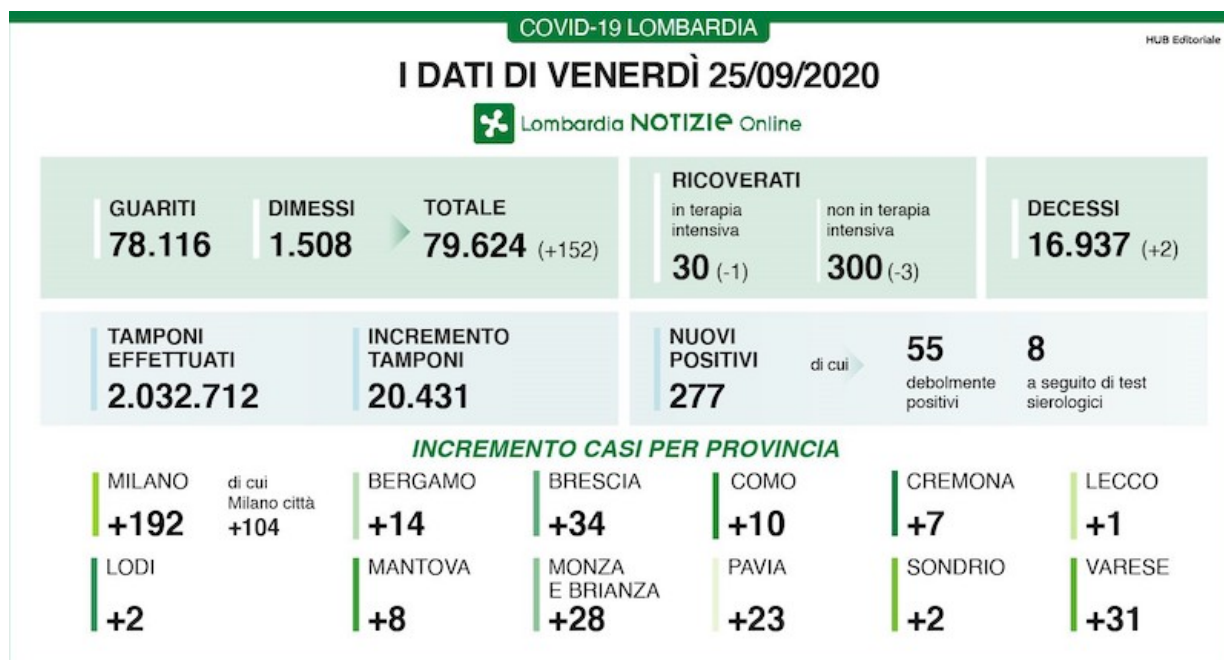 COVID-19 LOMBARDIA
HUB Editoriale
I DATI DI VENERDÌ 25/09/2020
Lombardia NOTIZIE Online
GUARITI
78.116
DIMESSI
1.508
TOTALE
79.624 (+152)
RICOVERATI
in terapia
intensiva
30 (-1)
non in terapia
intensiva
300 (-3)
DECESSI
16.937 (+2)
TAMPONI
EFFETTUATI
2.032.712
INCREMENTO
TAMPONI
20.431
NUOVI
POSITIVI
277
di cui
55
debolmente
positivi
8
a seguito di test
sierologici
INCREMENTO CASI PER PROVINCIA
MILANO
+192
di cui
Milano città
+104
BERGAMO
+14
BRESCIA
+34
COMO
+10
CREMONA
+7
LECCO
+1
LODI
+2
MANTOVA
+8
MONZA
E BRIANZA
+28
PAVIA
+23
SONDRIO
+2
VARESE
+31